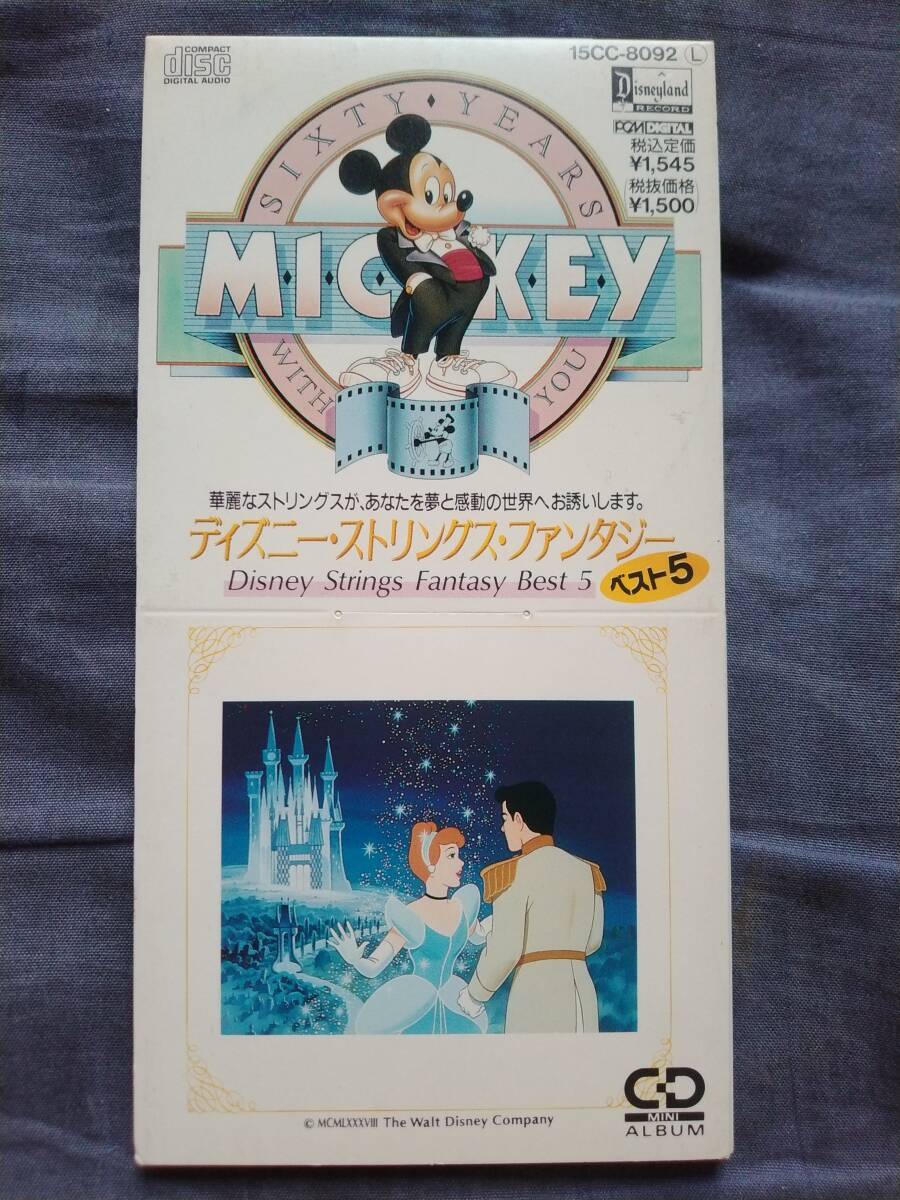 COMPACT
disc
DIGITAL AUDIO
15CC-8092 Ⓛ
Disneyland
RECORD
PCM DIGITAL
税込定価
¥1,545
(税抜価格
¥1,500)
SIXTY・YEARS
M・I・C・K・E・Y
WITH YOU
華麗なストリングスが、あなたを夢と感動の世界へお誘いします。
ディズニー・ストリングス・ファンタジー
Disney Strings Fantasy Best 5
ベスト5
© MCMLXXXVIII The Walt Disney Company
CD
MINI
ALBUM